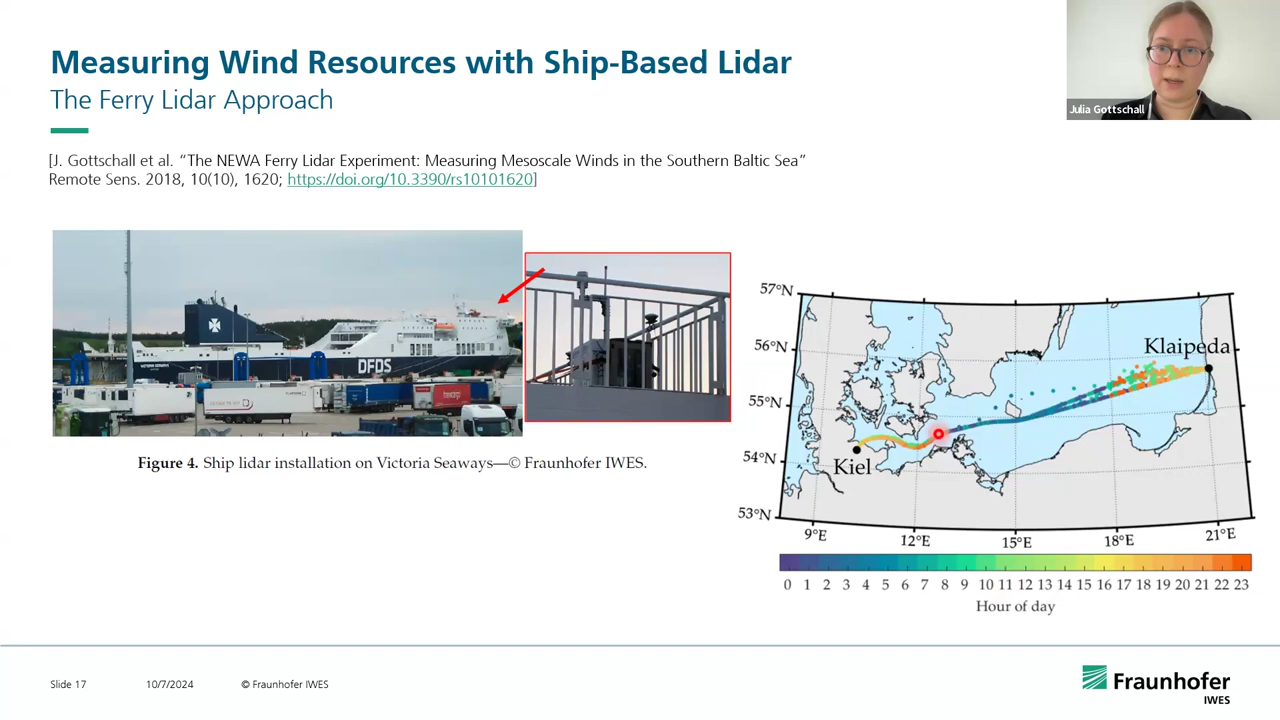 Measuring Wind Resources with Ship-Based Lidar
The Ferry Lidar Approach
Julia Gottschall
[J. Gottschall et al. “The NEWA Ferry Lidar Experiment: Measuring Mesoscale Winds in the Southern Baltic Sea”
Remote Sens. 2018, 10(10), 1620; https://doi.org/10.3390/rs10101620]
DFDS
Figure 4. Ship lidar installation on Victoria Seaways—© Fraunhofer IWES.
57°N
56°N
55°N
54°N
53°N
Klaipeda
Kiel
9°E 12°E 15°E 18°E 21°E
0 1 2 3 4 5 6 7 8 9 10 11 12 13 14 15 16 17 18 19 20 21 22 23
Hour of day
Slide 17 10/7/2024 © Fraunhofer IWES
Fraunhofer
IWES